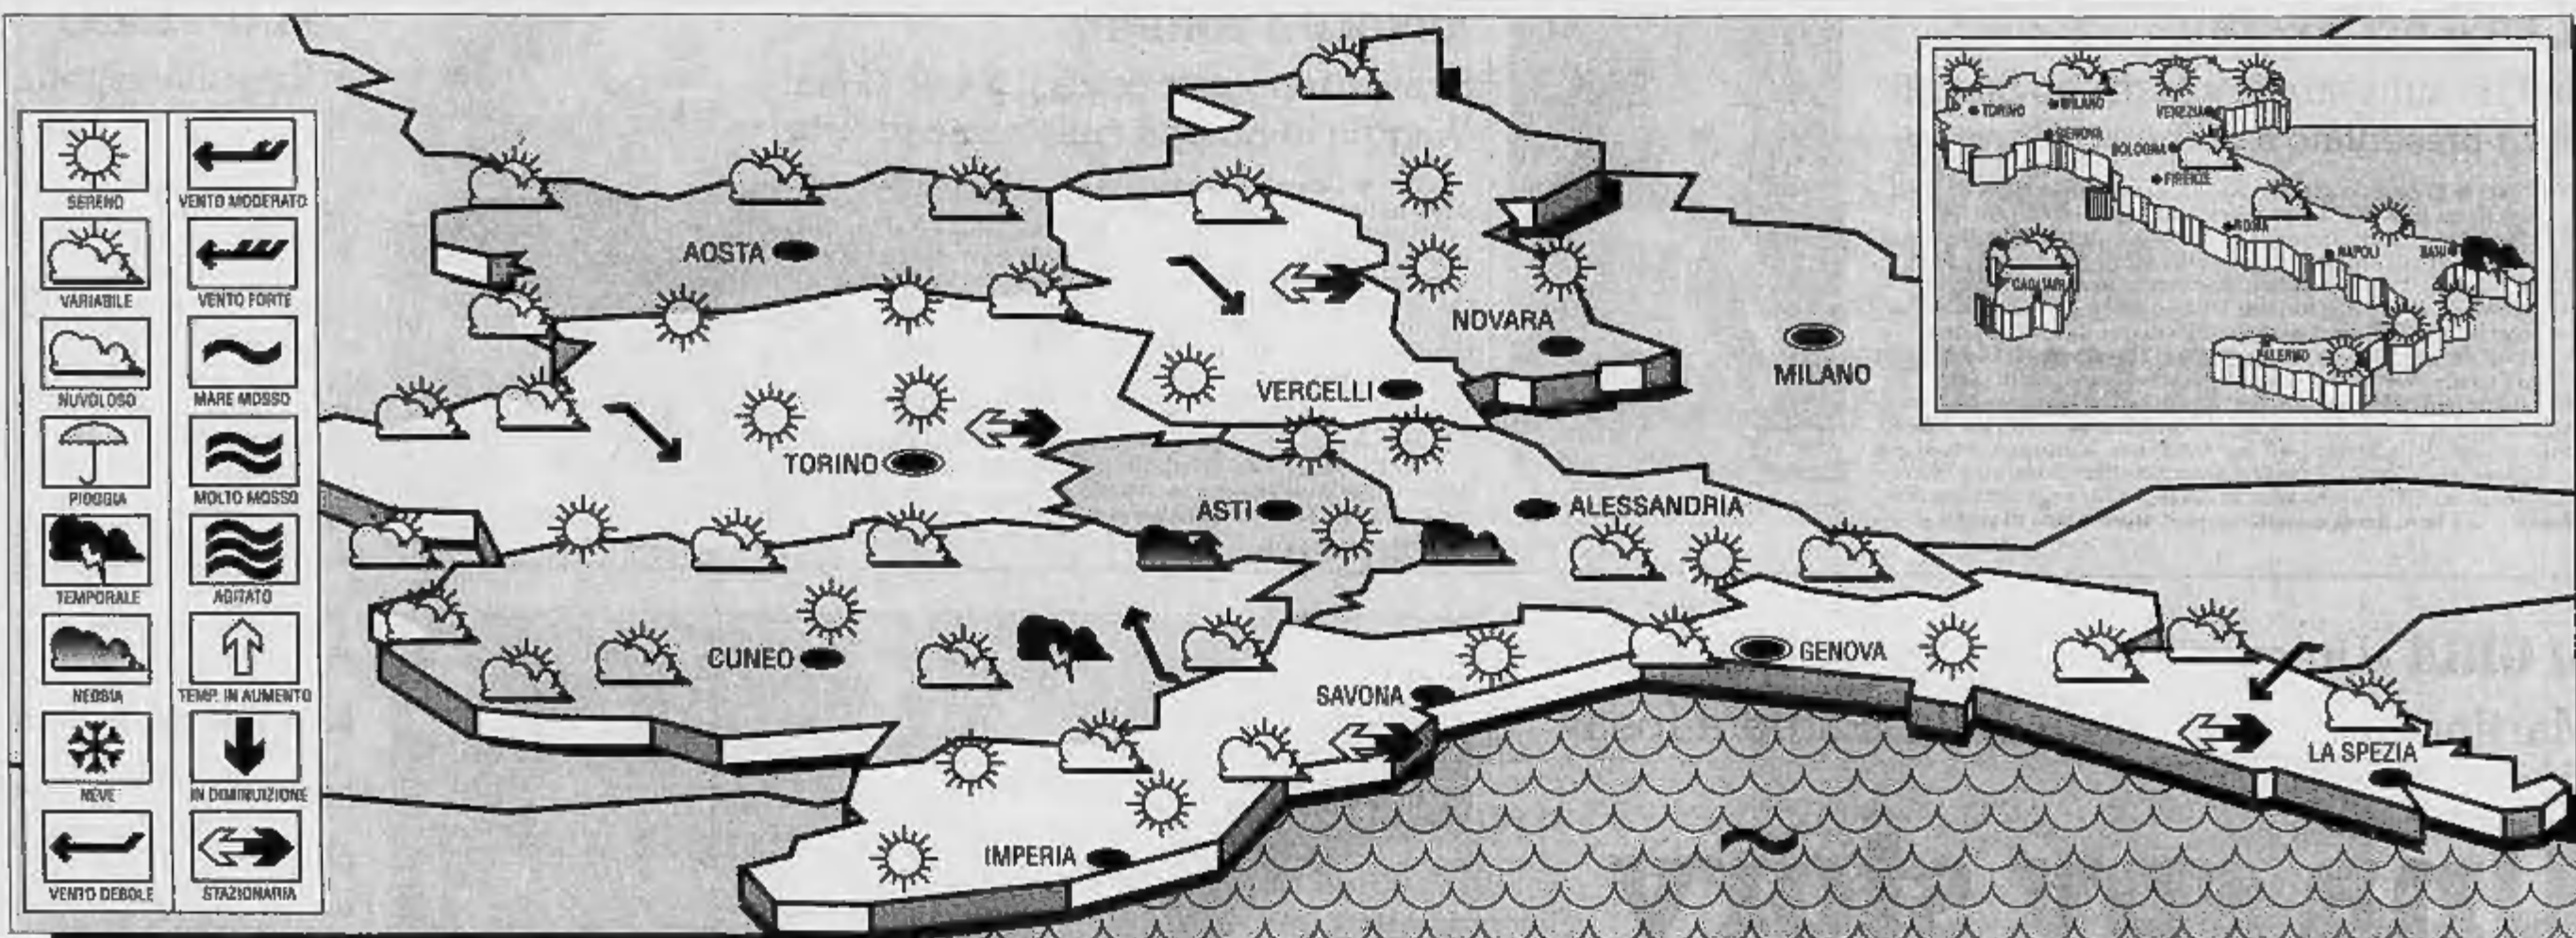 SERENO
VARIABILE
NUVOLOSO
PIOGGIA
TEMPORALE
NEBBIA
NEVE
VENTO DEBOLE
VENTO MODERATO
VENTO FORTE
MARE MOSSO
MOLTO MOSSO
AGITATO
TEMP. IN AUMENTO
IN DIMINUIZIONE
STAZIONARIA
AOSTA
NOVARA
VERCELLI
MILANO
TORINO
ASTI
ALESSANDRIA
CUNEO
GENOVA
SAVONA
LA SPEZIA
IMPERIA
TORINO
MILANO
VENEZIA
GENOVA
BOLOGNA
FIRENZE
ROMA
NAPOLI
BARI
CAGLIARI
PALERMO